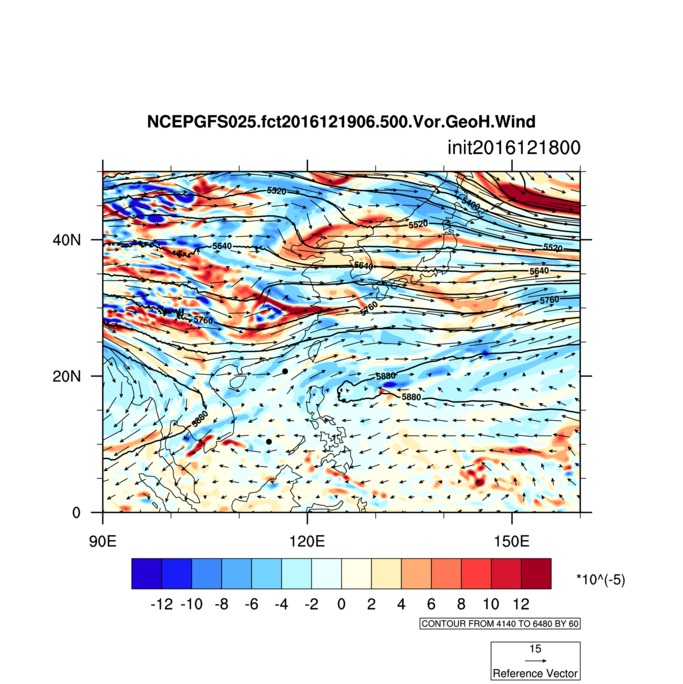 NCEPGFS025.fct2016121906.500.Vor.GeoH.Wind
init2016121800
5320
5400
5520
40N
5640
5520
5640
5640
5760
5760
5760
20N
5880
5880
5880
0
90E 120E 150E
*10^(-5)
-12 -10 -8 -6 -4 -2 0 2 4 6 8 10 12
CONTOUR FROM 4140 TO 6480 BY 60
15
Reference Vector